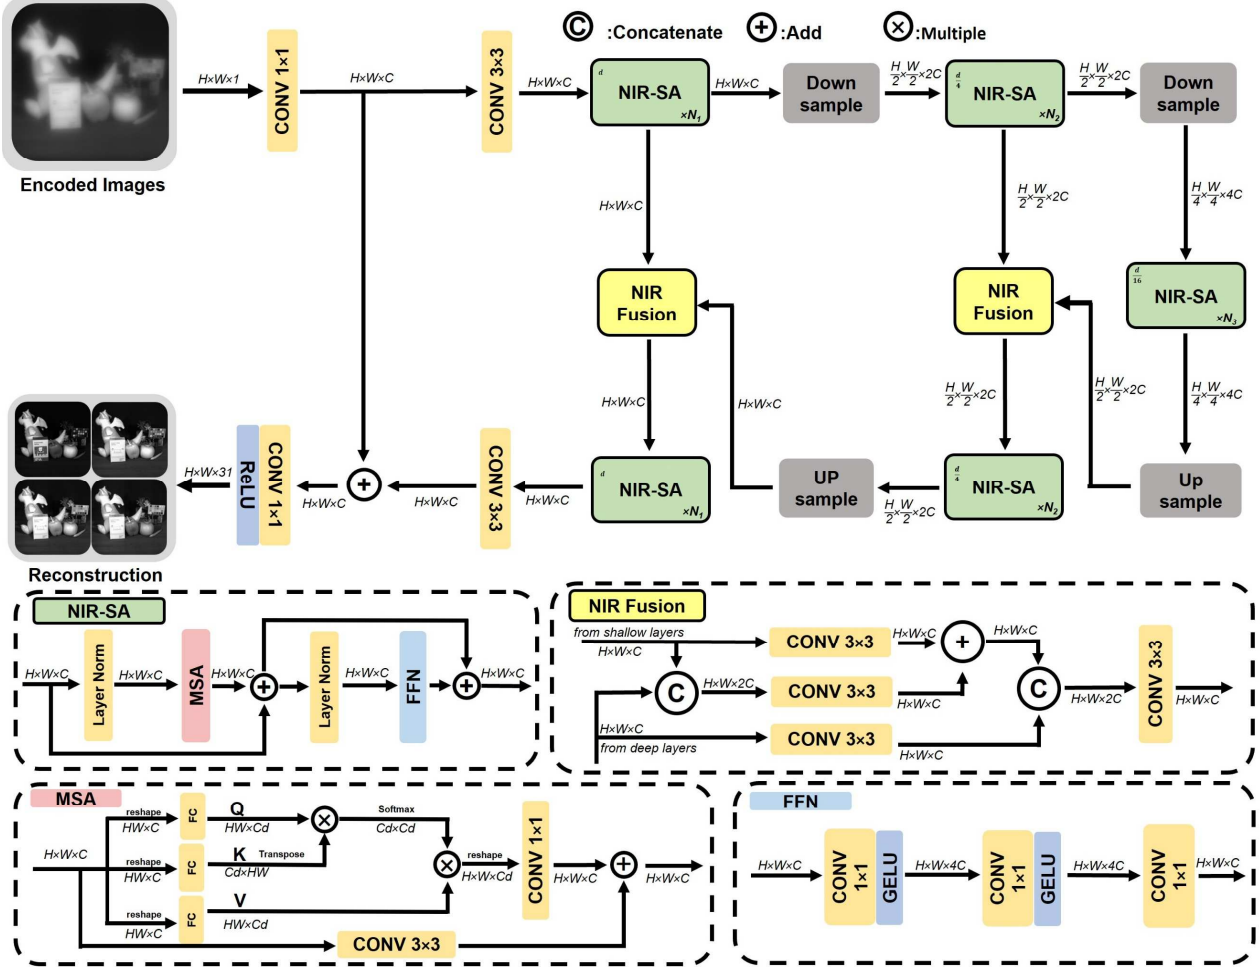 C :Concatenate + :Add × :Multiple
Encoded Images
H×W×1
CONV 1×1
H×W×C
CONV 3×3
H×W×C
d
NIR-SA
×N1
H×W×C
Down
sample
H/2×W/2×2C
d/4
NIR-SA
×N2
H/2×W/2×2C
Down
sample
H×W×C
H/2×W/2×2C
H/4×W/4×4C
NIR
Fusion
NIR
Fusion
d/16
NIR-SA
×N3
H×W×C
H×W×C
H/2×W/2×2C
H/2×W/2×2C
H/4×W/4×4C
Reconstruction
H×W×31
ReLU
CONV 1×1
H×W×C
+
H×W×C
CONV 3×3
H×W×C
d
NIR-SA
×N1
UP
sample
H/2×W/2×2C
d/4
NIR-SA
×N2
Up
sample
NIR-SA
H×W×C
Layer Norm
H×W×C
MSA
H×W×C
+
Layer Norm
H×W×C
FFN
+
H×W×C
NIR Fusion
from shallow layers
H×W×C
CONV 3×3
H×W×C
+
H×W×C
C
H×W×2C
CONV 3×3
H×W×C
C
H×W×2C
CONV 3×3
H×W×C
H×W×C
from deep layers
CONV 3×3
H×W×C
MSA
H×W×C
reshape
HW×C
FC
Q
HW×Cd
×
Softmax
Cd×Cd
reshape
HW×C
FC
K Transpose
Cd×HW
×
reshape
H×W×Cd
CONV 1×1
H×W×C
+
H×W×C
reshape
HW×C
FC
V
HW×Cd
CONV 3×3
FFN
H×W×C
CONV
1×1
GELU
H×W×4C
CONV
1×1
GELU
H×W×4C
CONV
1×1
H×W×C